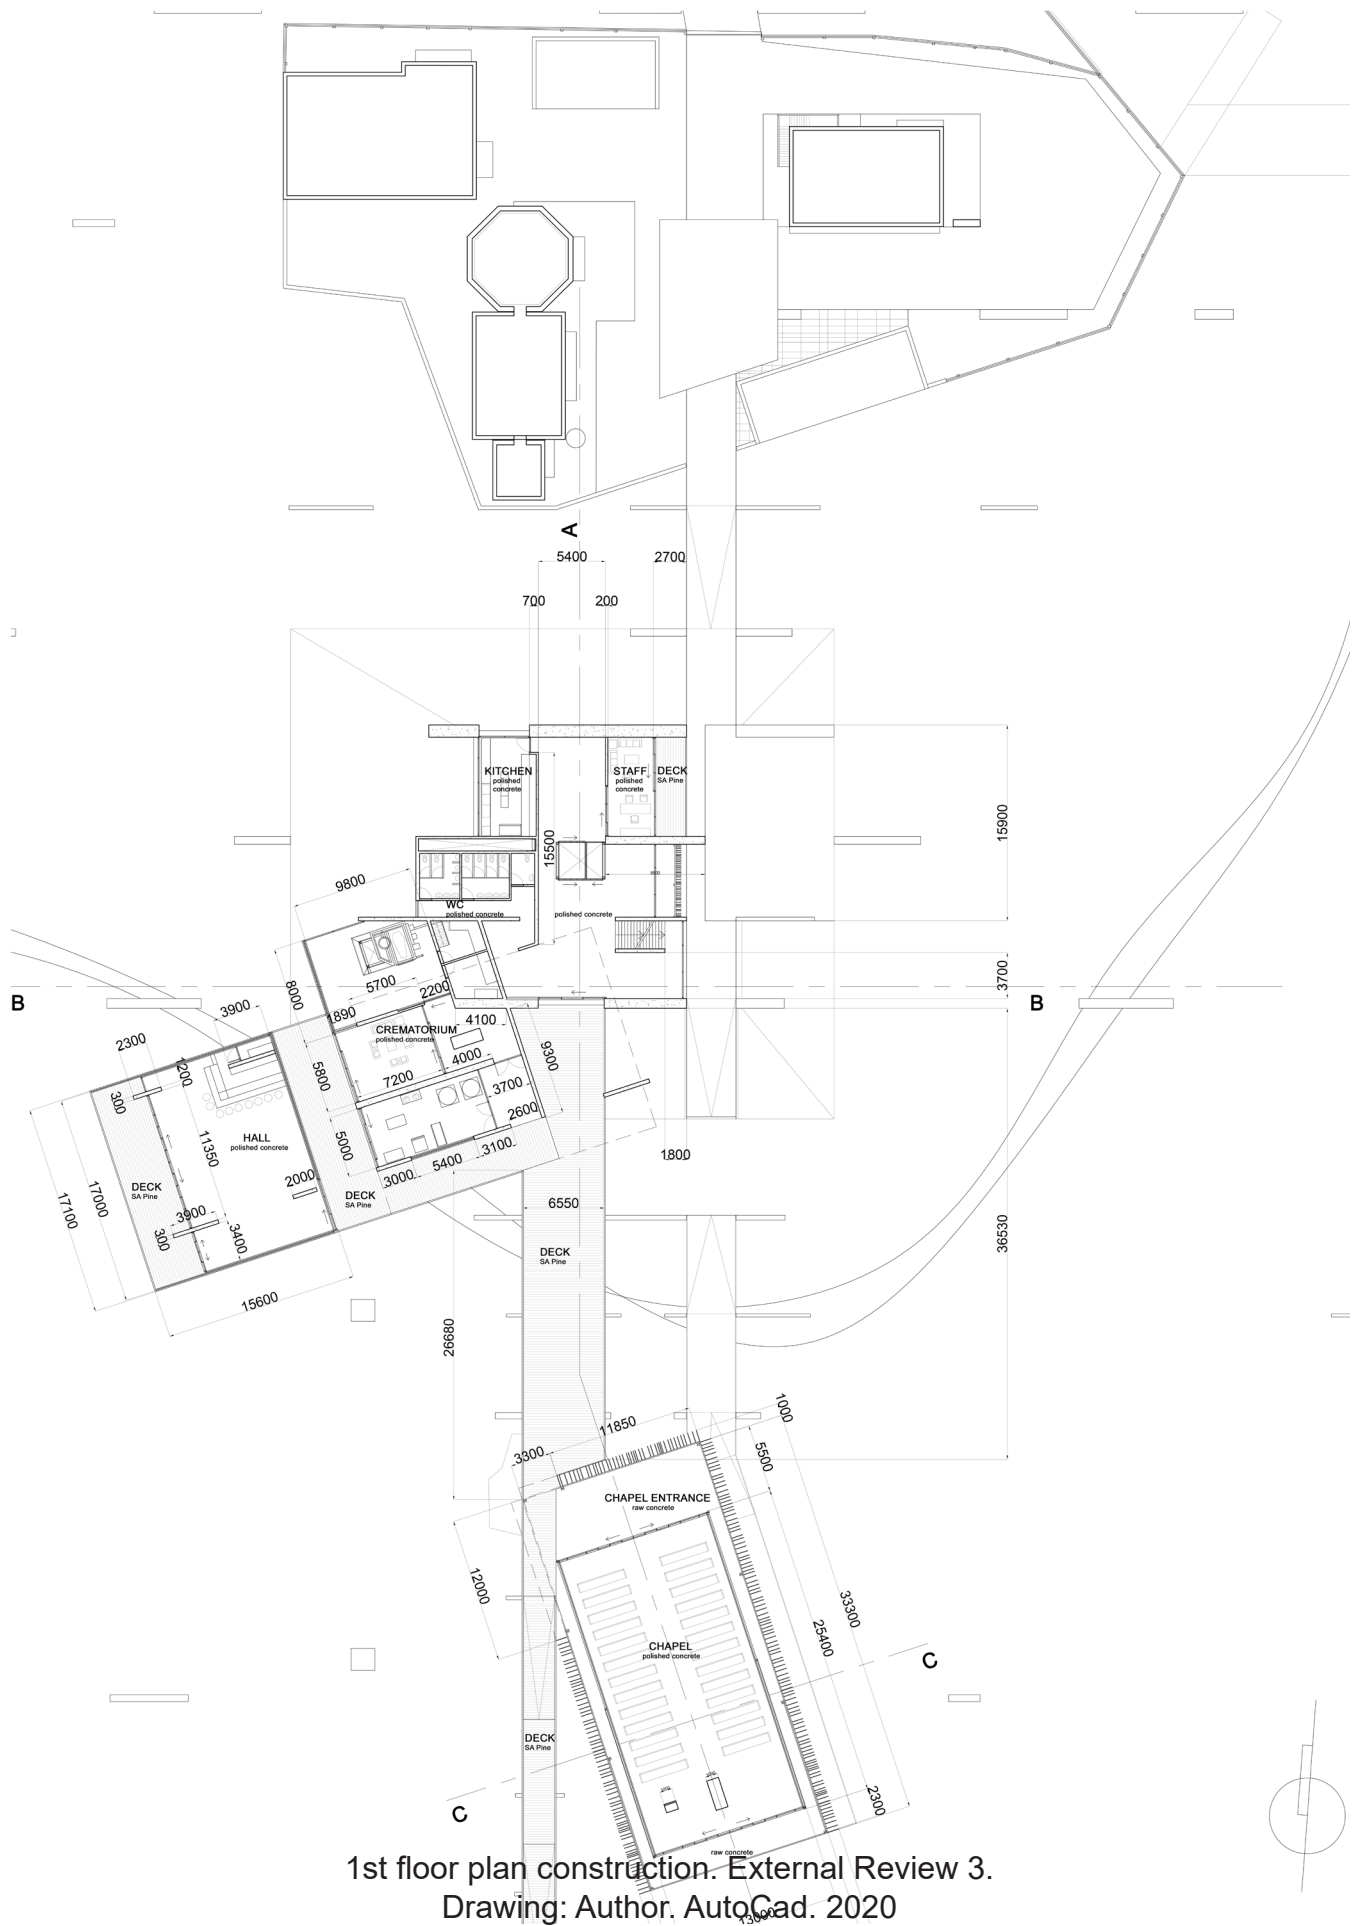 A
5400
2700
700
200
KITCHEN
polished
concrete
STAFF
polished
concrete
DECK
SA Pine
15900
15500
9800
WC
polished concrete
polished concrete
8000
5700
2200
3700
B
B
3900
1890
CREMATORIUM
polished concrete
4100
2300
1200
5800
7200
4000
9300
300
3700
2600
HALL
polished concrete
11350
5000
3100
5400
3000
1800
17100
17000
DECK
SA Pine
2000
DECK
SA Pine
3900
300
3400
6550
36530
DECK
SA Pine
15600
26680
1000
11850
3300
5500
CHAPEL ENTRANCE
raw concrete
12000
33300
25400
CHAPEL
polished concrete
C
DECK
SA Pine
2300
C
raw concrete
1st floor plan construction. External Review 3.
Drawing: Author. AutoCad. 2020
13000